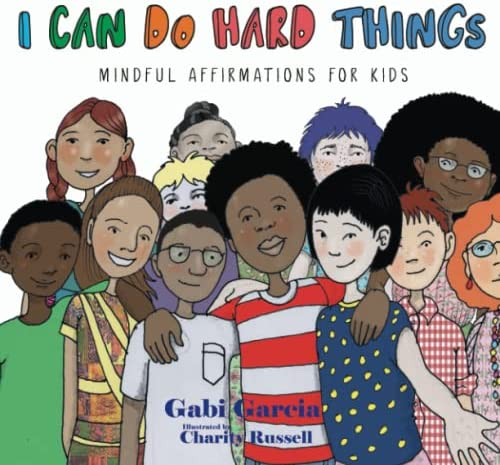 I CAN DO HARD THINGS
MINDFUL AFFIRMATIONS FOR KIDS
Gabi Garcia
Illustrated by
Charity Russell